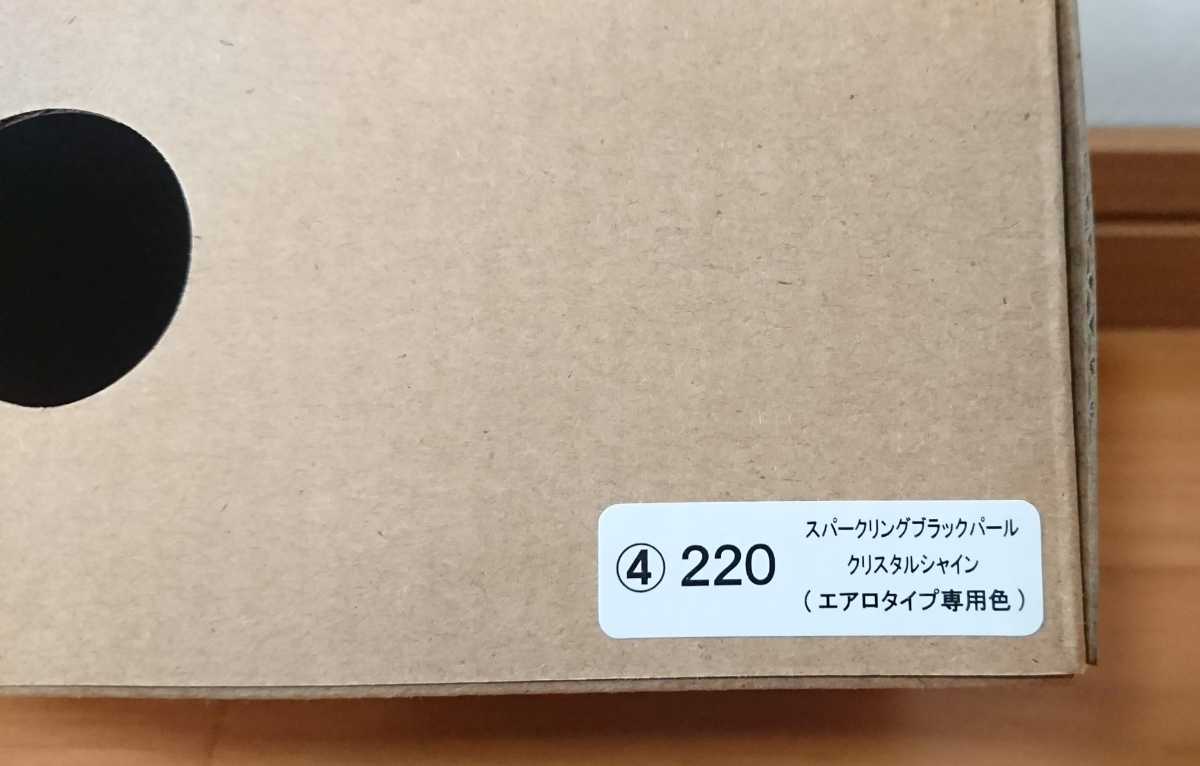 ④ 220
スパークリングブラックパール
クリスタルシャイン
(エアロタイプ専用色)